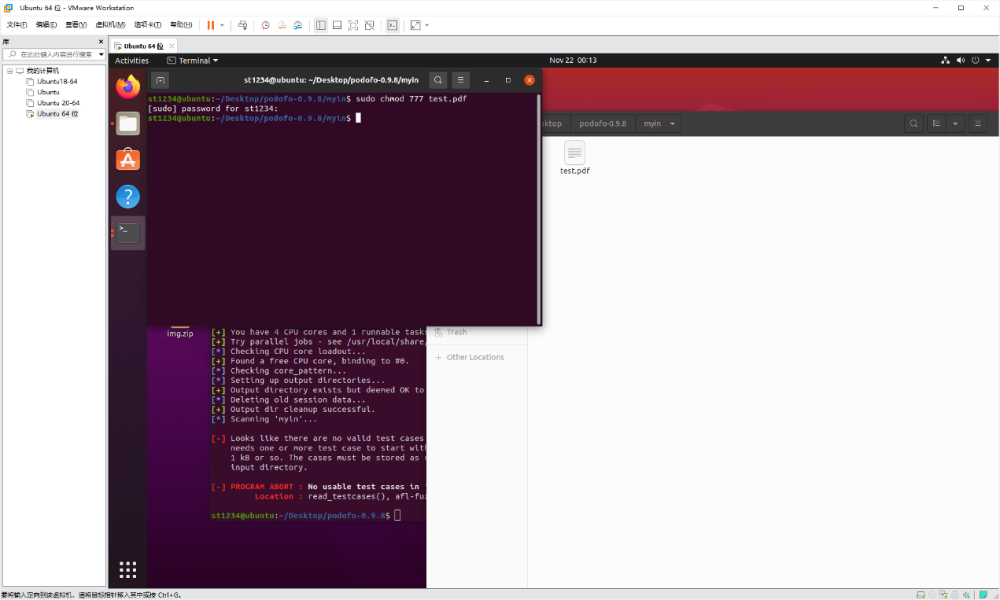 Ubuntu 64 位 - VMware Workstation
文件(F) 编辑(E) 查看(V) 虚拟机(M) 选项卡(T) 帮助(H)
库
在此处键入内容进行搜索
我的计算机
Ubuntu18-64
Ubuntu
Ubuntu 20-64
Ubuntu 64 位
Ubuntu 64 位
Activities Terminal Nov 22 00:13
st1234@ubuntu: ~/Desktop/podofo-0.9.8/myin
st1234@ubuntu:~/Desktop/podofo-0.9.8/myin$ sudo chmod 777 test.pdf
[sudo] password for st1234:
st1234@ubuntu:~/Desktop/podofo-0.9.8/myin$
sktop podofo-0.9.8 myin
test.pdf
img.zip
[+] You have 4 CPU cores and 1 runnable tasks
[+] Try parallel jobs - see /usr/local/share/
[*] Checking CPU core loadout...
[+] Found a free CPU core, binding to #0.
[*] Checking core_pattern...
[*] Setting up output directories...
[+] Output directory exists but deemed OK to
[*] Deleting old session data...
[+] Output dir cleanup successful.
[*] Scanning 'myin'...
[-] Looks like there are no valid test cases
needs one or more test case to start with
1 kB or so. The cases must be stored as
input directory.
[-] PROGRAM ABORT : No usable test cases in '
Location : read_testcases(), afl-fuz
st1234@ubuntu:~/Desktop/podofo-0.9.8$
Trash
Other Locations
要将输入定向到该虚拟机，请将鼠标指针移入其中或按 Ctrl+G。